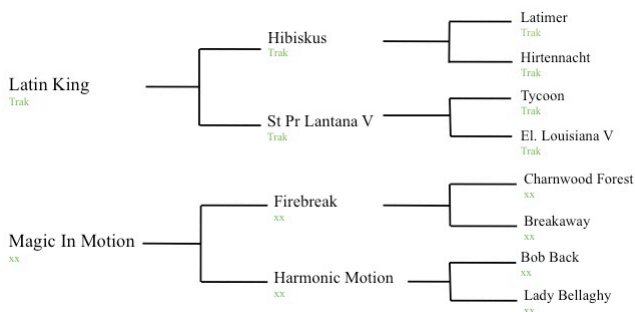 Latin King
Trak
Hibiskus
Trak
Latimer
Trak
Hirtennacht
Trak
St Pr Lantana V
Trak
Tycoon
Trak
El. Louisiana V
Trak
Magic In Motion
xx
Firebreak
xx
Charnwood Forest
xx
Breakaway
xx
Harmonic Motion
xx
Bob Back
xx
Lady Bellaghy
xx